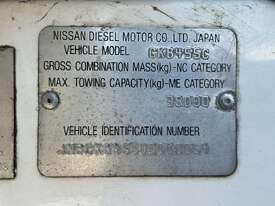 NISSAN DIESEL MOTOR CO., LTD. JAPAN
VEHICLE MODEL
GROSS COMBINATION MASS(kg)-NC CATEGORY
MAX. TOWING CAPACITY(kg)-ME CATEGORY
VEHICLE IDENTIFICATION NUMBER